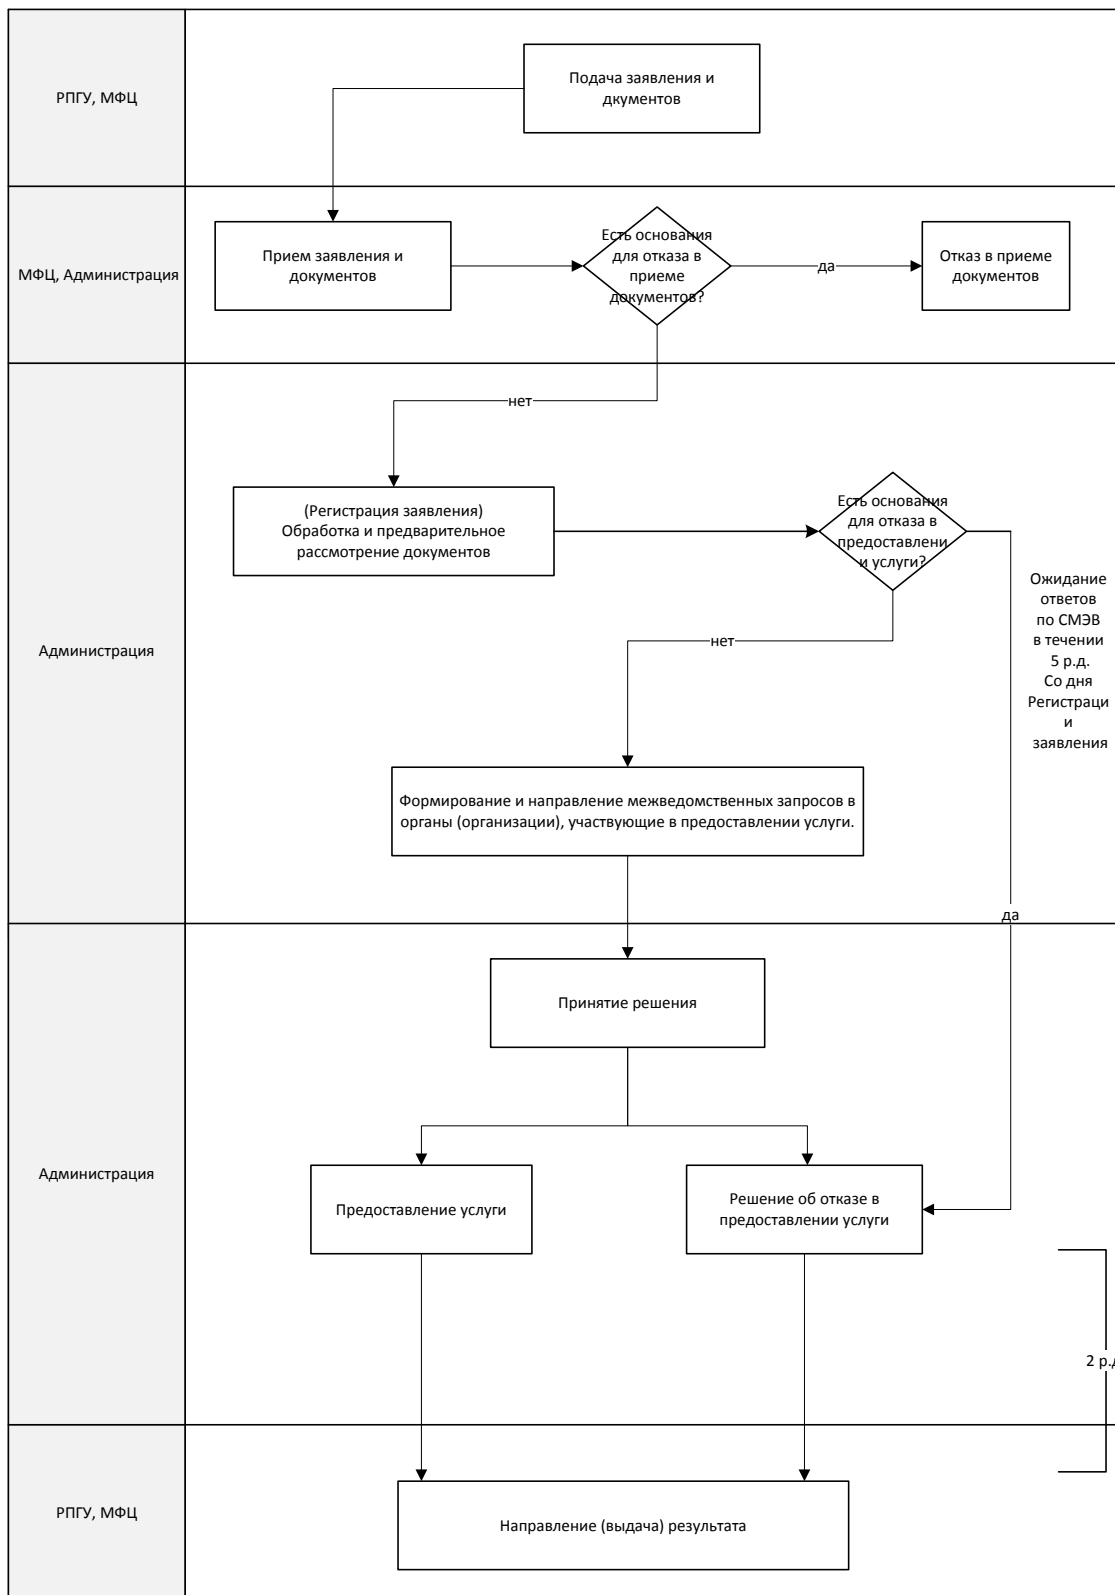 РПГУ, МФЦ
Подача заявления и
дкументов
МФЦ, Администрация
Прием заявления и
документов
Есть основания
для отказа в
приеме
документов?
да
Отказ в приеме
документов
нет
Администрация
(Регистрация заявления)
Обработка и предварительное
рассмотрение документов
Есть основания
для отказа в
предоставлени
и услуги?
Ожидание
ответов
по СМЭВ
в течении
5 р.д.
Со дня
Регистраци
и
заявления
нет
Формирование и направление межведомственных запросов в
органы (организации), участвующие в предоставлении услуги.
да
Администрация
Принятие решения
Предоставление услуги
Решение об отказе в
предоставлении услуги
2 р.д
РПГУ, МФЦ
Направление (выдача) результата